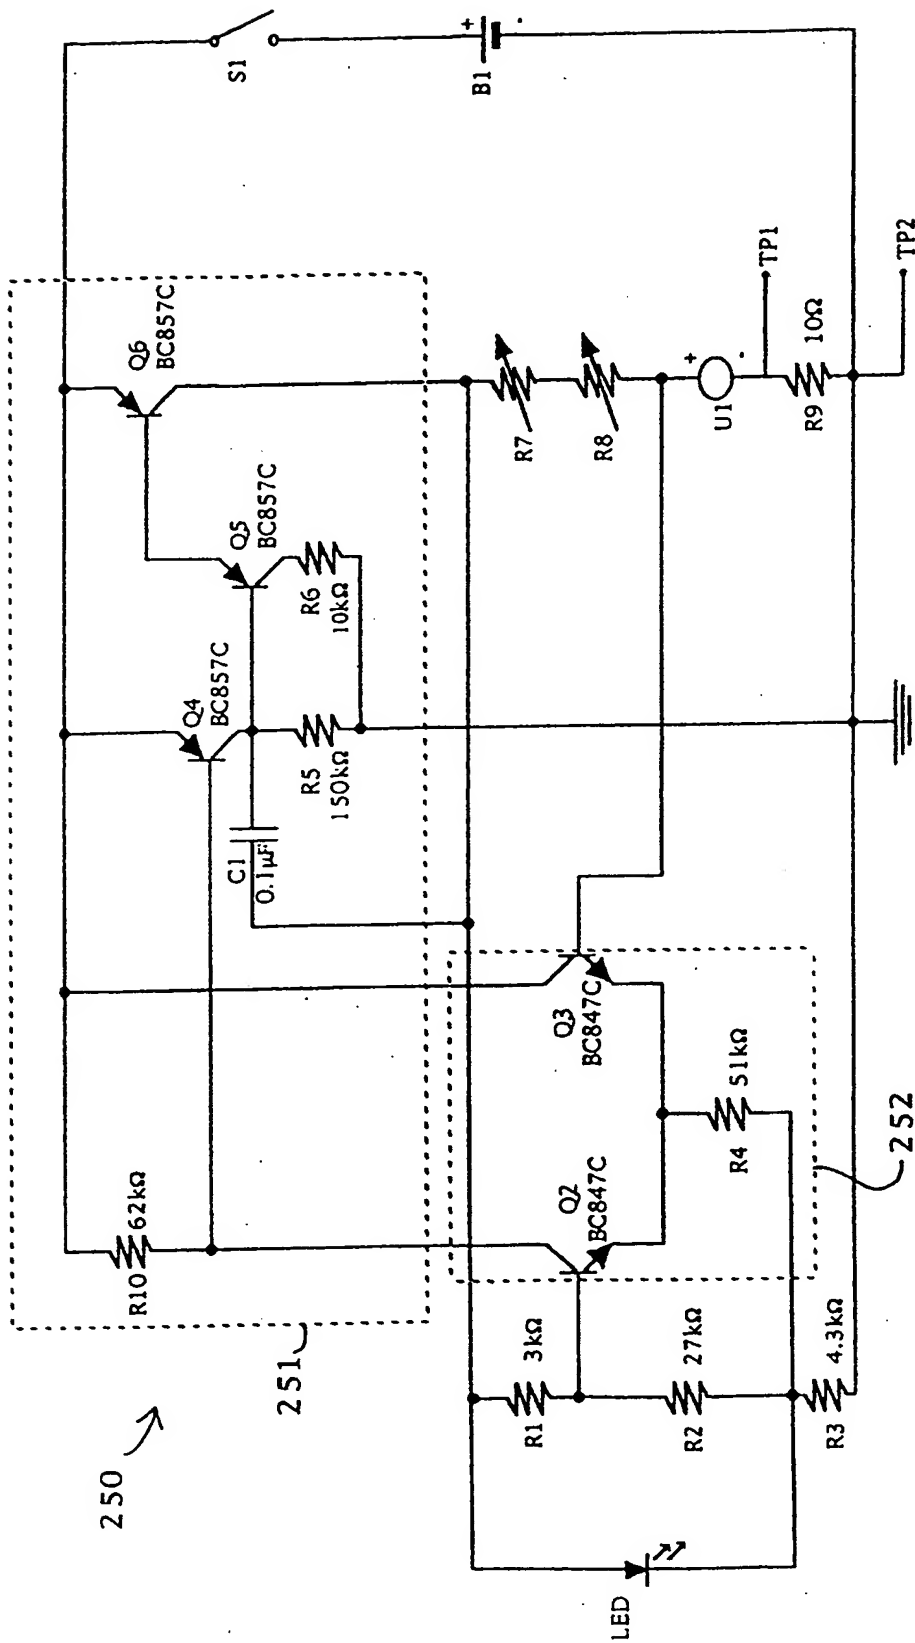 250
251
R10
62kΩ
Q4
BC857C
Q5
BC857C
Q6
BC857C
C1
0.1µF
R5
150kΩ
R6
10kΩ
S1
+
B1
LED
R1
3kΩ
R2
27kΩ
R3
4.3kΩ
Q2
BC847C
Q3
BC847C
R4
51kΩ
252
R7
R8
+
U1
TP1
R9
10Ω
TP2